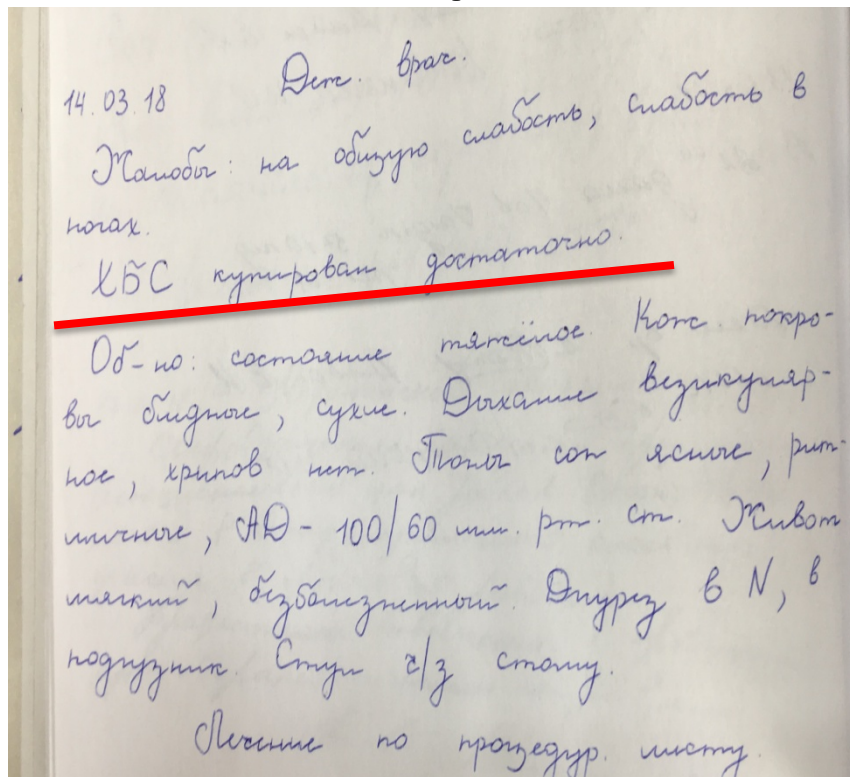 Деж. врач.
14.03.18
Жалобы: на общую слабость, слабость в
ногах.
ХБС купирован достаточно.
Об-но: состояние тяжёлое. Кож. покро-
вы бледные, сухие. Дыхание везикуляр-
ное, хрипов нет. Тоны сон ясные, рит-
мичные, АД - 100/60 мм. рт. ст. Живот
мягкий, безболезненный. Диурез в N, в
подгузник. Стул ч/з стому.
Лечение по процедур. листу.